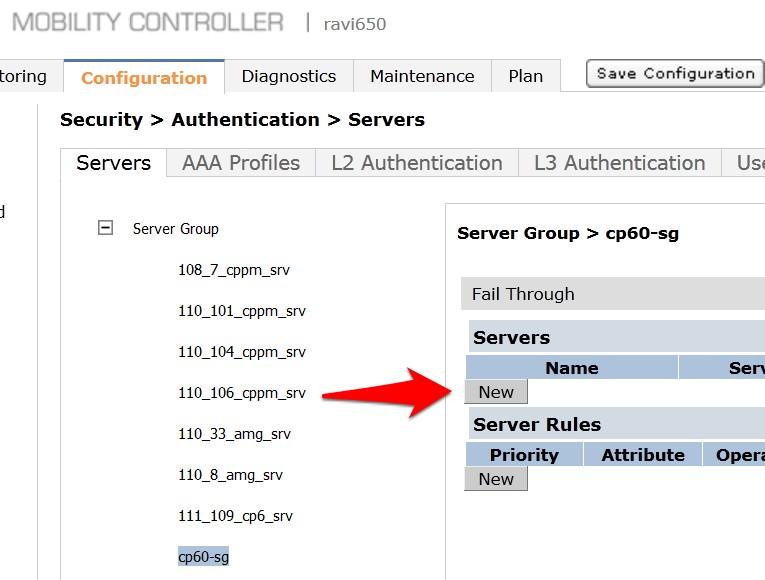 MOBILITY CONTROLLER | ravi650
toring Configuration Diagnostics Maintenance Plan Save Configuration
Security > Authentication > Servers
Servers AAA Profiles L2 Authentication L3 Authentication Use
d
Server Group
Server Group > cp60-sg
108_7_cppm_srv
Fail Through
110_101_cppm_srv
Servers
110_104_cppm_srv
Name Serv
110_106_cppm_srv
New
Server Rules
110_33_amg_srv
Priority Attribute Opera
110_8_amg_srv
New
111_109_cp6_srv
cp60-sg